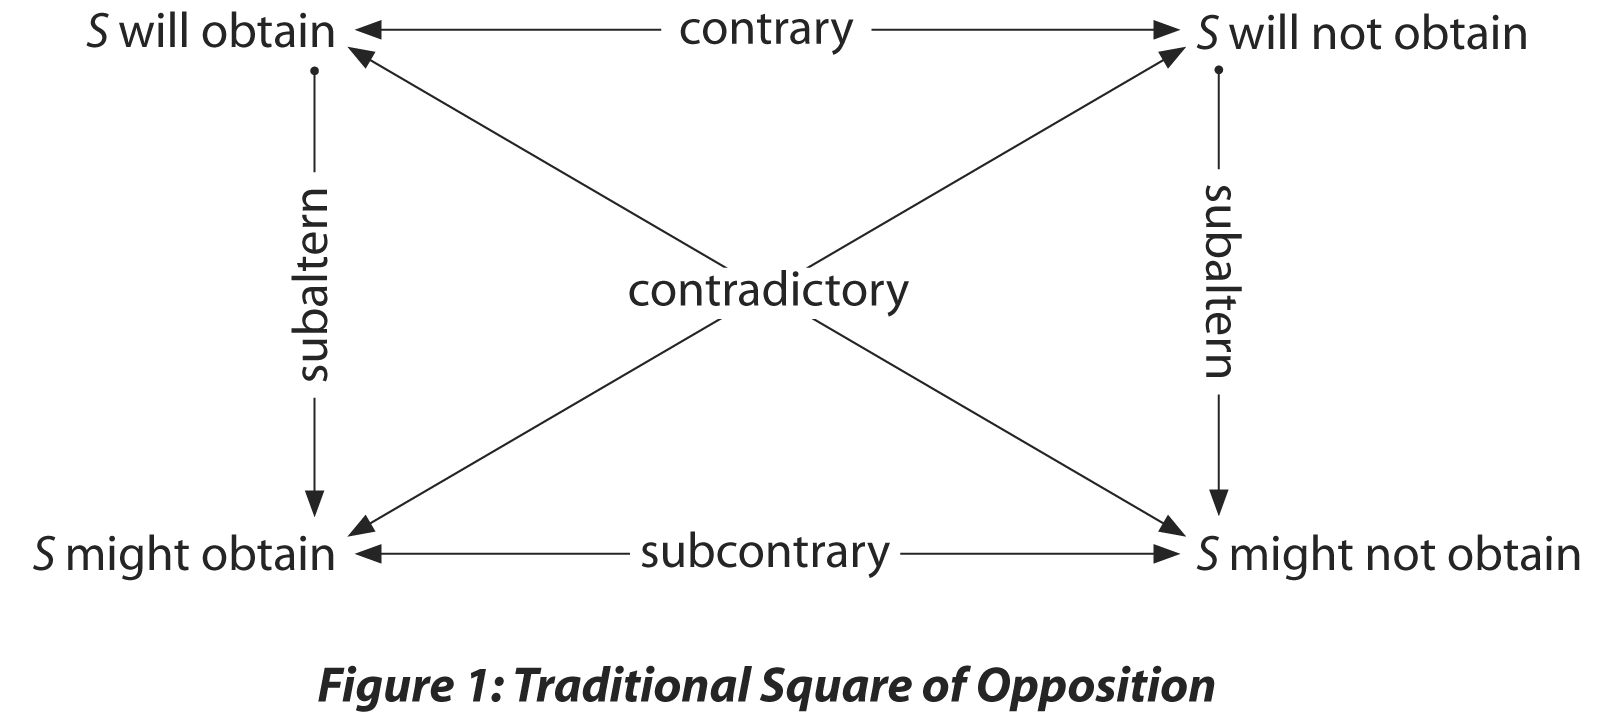 S will obtain contrary S will not obtain
subaltern subaltern
contradictory
S might obtain subcontrary S might not obtain
Figure 1: Traditional Square of Opposition